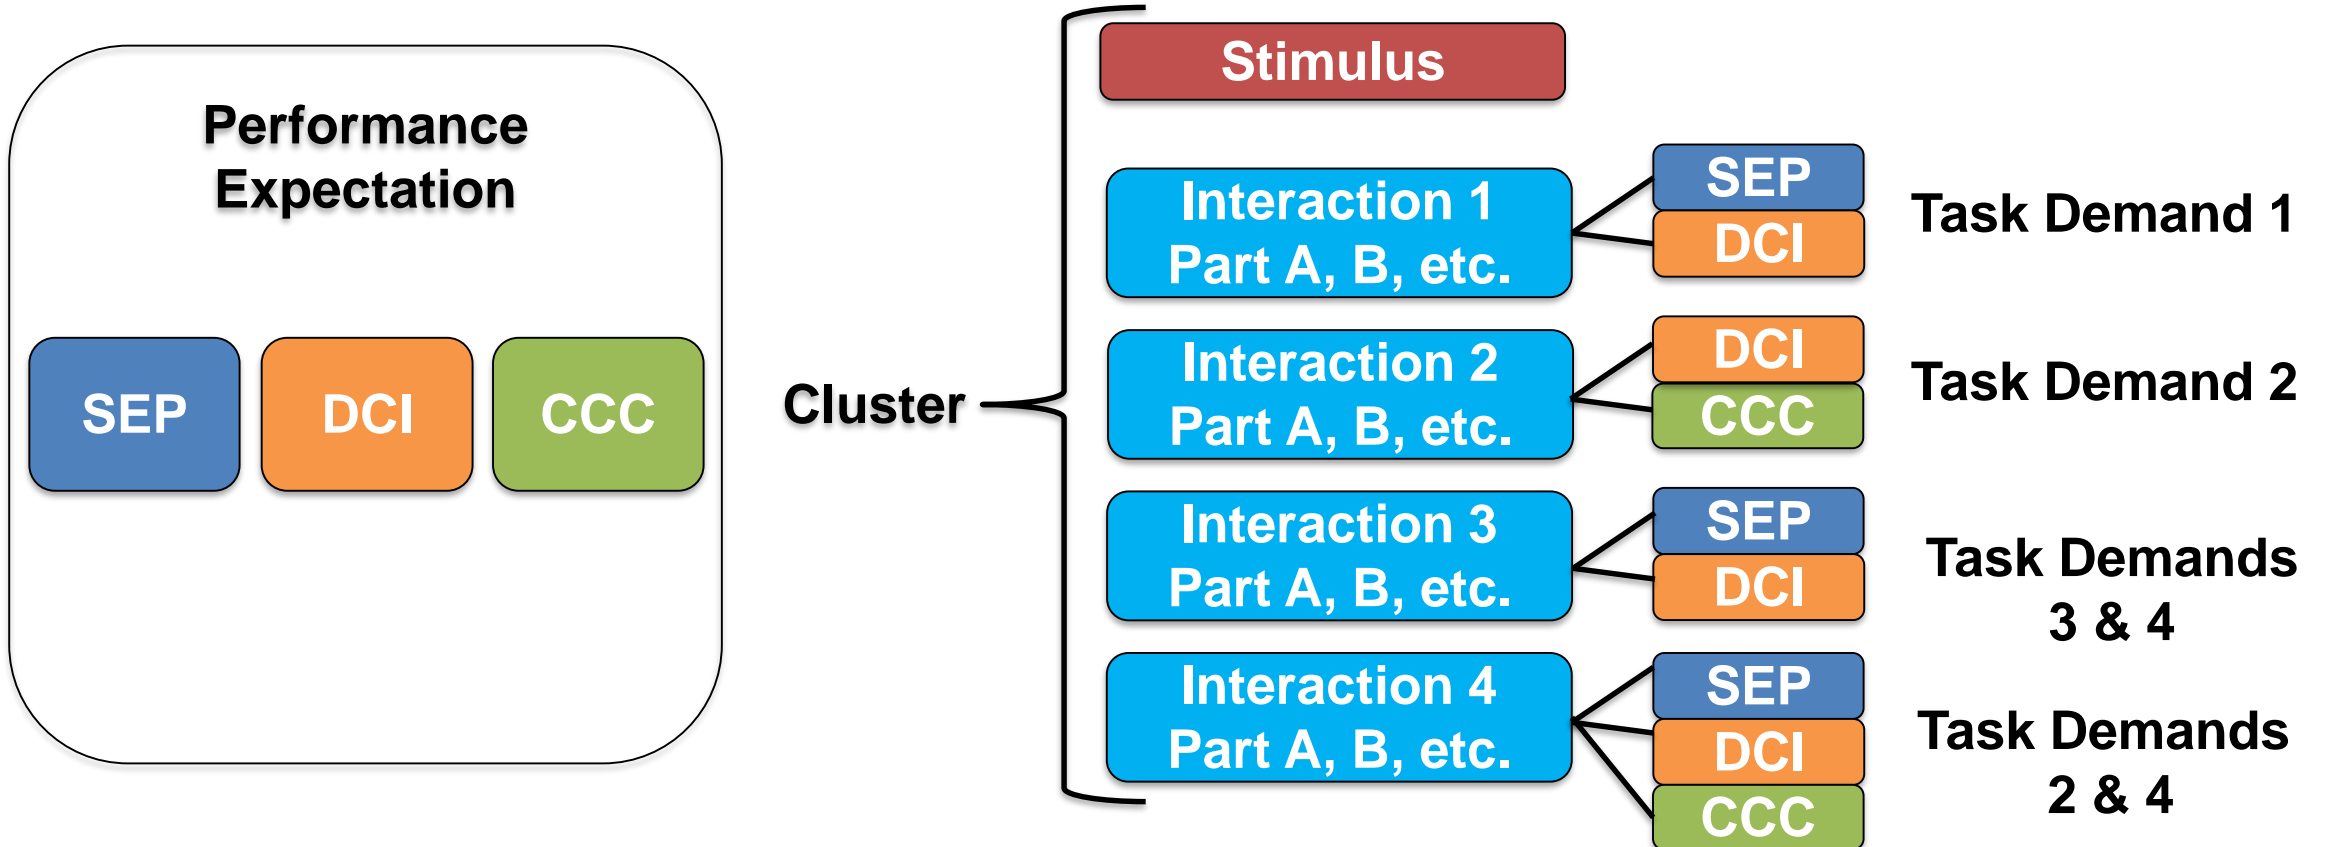 Performance
Expectation
SEP
DCI
CCC
Cluster
Stimulus
Interaction 1
Part A, B, etc.
SEP
DCI
Task Demand 1
Interaction 2
Part A, B, etc.
DCI
CCC
Task Demand 2
Interaction 3
Part A, B, etc.
SEP
DCI
Task Demands
3 & 4
Interaction 4
Part A, B, etc.
SEP
DCI
CCC
Task Demands
2 & 4